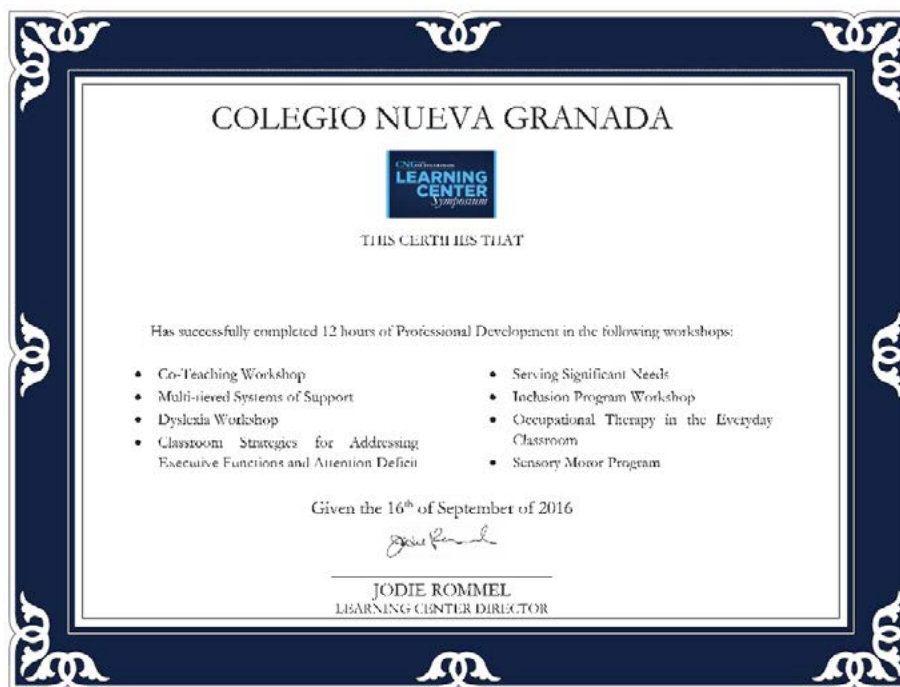 COLEGIO NUEVA GRANADA
CNG
LEARNING
CENTER
Symposium
THIS CERTIFIES THAT
Has successfully completed 12 hours of Professional Development in the following workshops:
• Co-Teaching Workshop
• Multi-tiered Systems of Support
• Dyslexia Workshop
• Classroom Strategies for Addressing
Executive Functions and Attention Deficit
• Serving Significant Needs
• Inclusion Program Workshop
• Occupational Therapy in the Everyday
Classroom
• Sensory Motor Program
Given the 16th of September of 2016
JODIE ROMMEL
LEARNING CENTER DIRECTOR